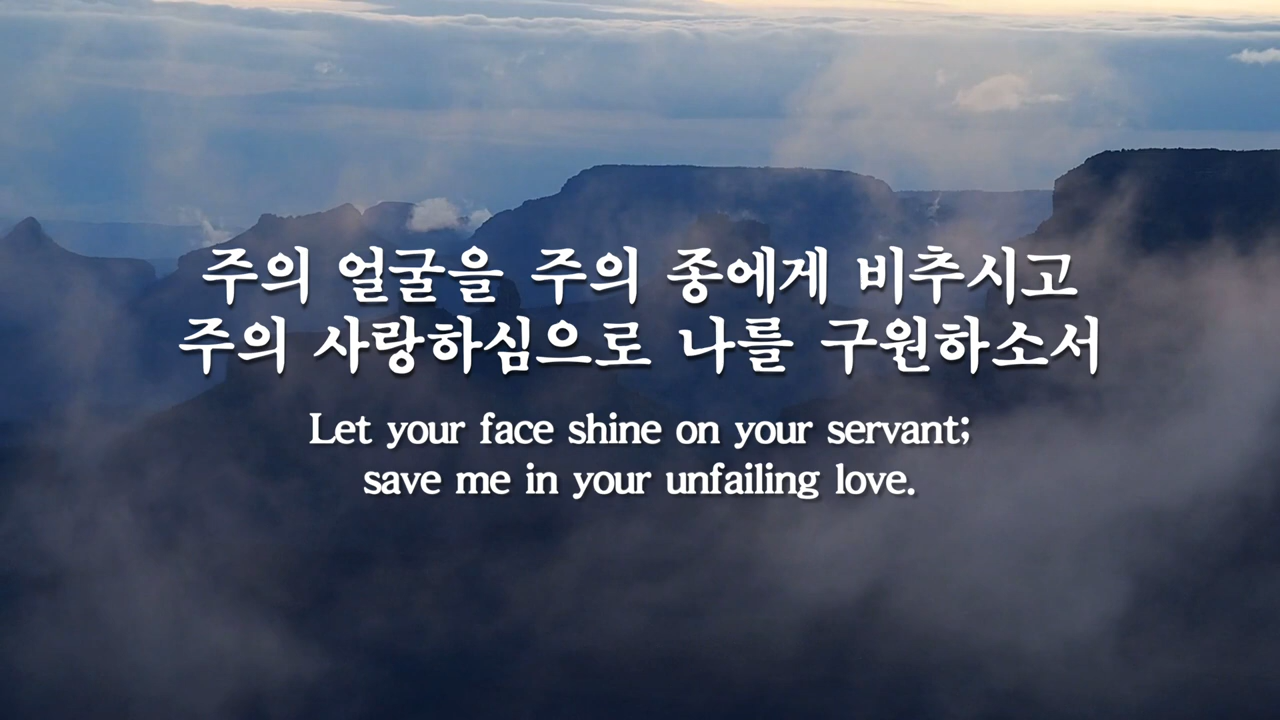 주의 얼굴을 주의 종에게 비추시고
주의 사랑하심으로 나를 구원하소서
Let your face shine on your servant;
save me in your unfailing love.